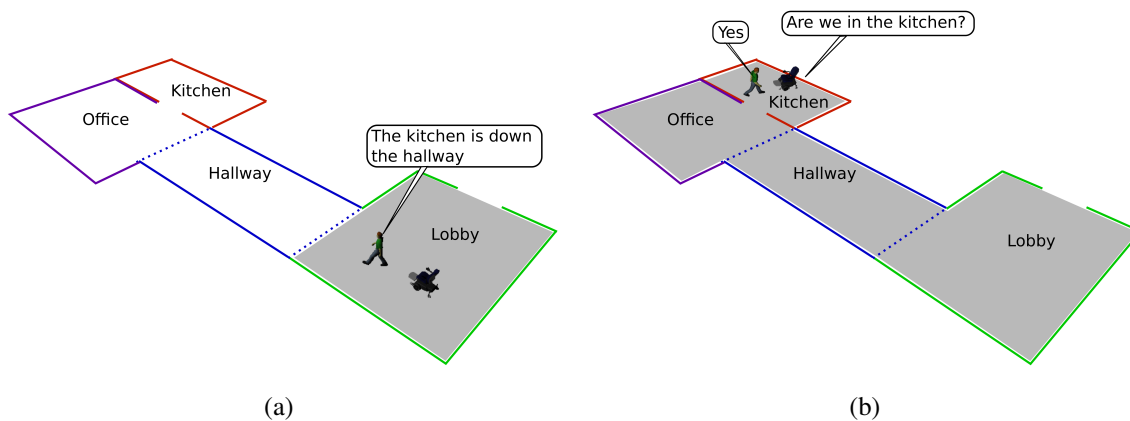 Kitchen
Office
The kitchen is down
the hallway
Hallway
Lobby
(a)
Are we in the kitchen?
Yes
Kitchen
Office
Hallway
Lobby
(b)